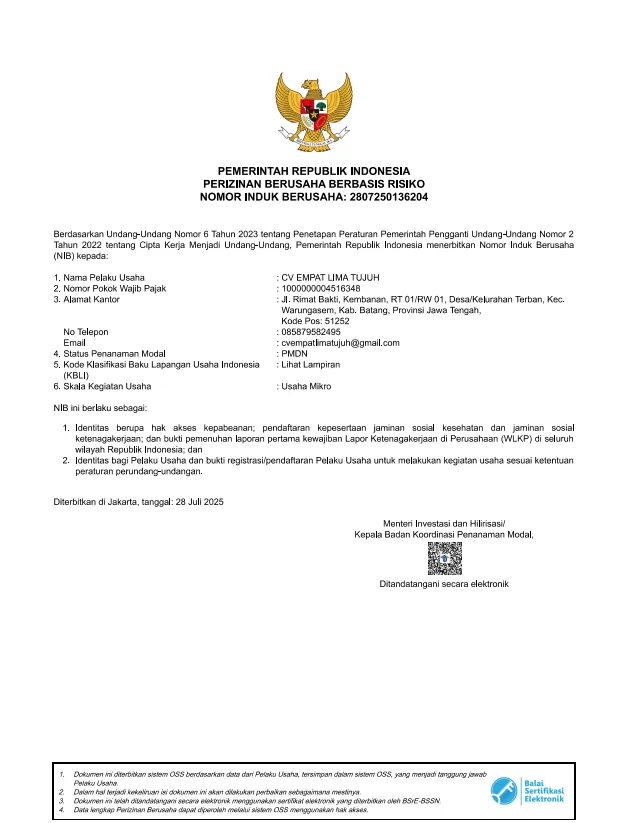 PEMERINTAH REPUBLIK INDONESIA
PERIZINAN BERUSAHA BERBASIS RISIKO
NOMOR INDUK BERUSAHA: 2807250136204
Berdasarkan Undang-Undang Nomor 6 Tahun 2023 tentang Penetapan Peraturan Pemerintah Pengganti Undang-Undang Nomor 2
Tahun 2022 tentang Cipta Kerja Menjadi Undang-Undang, Pemerintah Republik Indonesia menerbitkan Nomor Induk Berusaha
(NIB) kepada:
1. Nama Pelaku Usaha : CV EMPAT LIMA TUJUH
2. Nomor Pokok Wajib Pajak : 1000000004516348
3. Alamat Kantor : Jl. Rimat Bakti, Kembanan, RT 01/RW 01, Desa/Kelurahan Terban, Kec.
Warungasem, Kab. Batang, Provinsi Jawa Tengah,
Kode Pos: 51252
No Telepon : 085879582495
Email : cvempatlimatujuh@gmail.com
4. Status Penanaman Modal : PMDN
5. Kode Klasifikasi Baku Lapangan Usaha Indonesia : Lihat Lampiran
(KBLI)
6. Skala Kegiatan Usaha : Usaha Mikro
NIB ini berlaku sebagai:
1. Identitas berupa hak akses kepabeanan; pendaftaran kepesertaan jaminan sosial kesehatan dan jaminan sosial
ketenagakerjaan; dan bukti pemenuhan laporan pertama kewajiban Lapor Ketenagakerjaan di Perusahaan (WLKP) di seluruh
wilayah Republik Indonesia; dan
2. Identitas bagi Pelaku Usaha dan bukti registrasi/pendaftaran Pelaku Usaha untuk melakukan kegiatan usaha sesuai ketentuan
peraturan perundang-undangan.
Diterbitkan di Jakarta, tanggal: 28 Juli 2025
Menteri Investasi dan Hilirisasi/
Kepala Badan Koordinasi Penanaman Modal,
Ditandatangani secara elektronik
1. Dokumen ini diterbitkan sistem OSS berdasarkan data dari Pelaku Usaha, tersimpan dalam sistem OSS, yang menjadi tanggung jawab
Pelaku Usaha.
2. Dalam hal terjadi kekeliruan isi dokumen ini akan dilakukan perbaikan sebagaimana mestinya.
3. Dokumen ini telah ditandatangani secara elektronik menggunakan sertifikat elektronik yang diterbitkan oleh BSrE-BSSN.
4. Data lengkap Perizinan Berusaha dapat diperoleh melalui sistem OSS menggunakan hak akses.
Balai
Sertifikasi
Elektronik